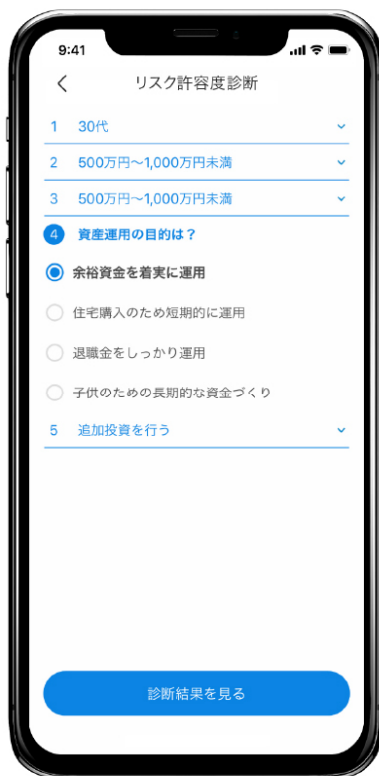 9:41
リスク許容度診断
1 30代
2 500万円〜1,000万円未満
3 500万円〜1,000万円未満
4 資産運用の目的は？
余裕資金を着実に運用
住宅購入のため短期的に運用
退職金をしっかり運用
子供のための長期的な資金づくり
5 追加投資を行う
診断結果を見る